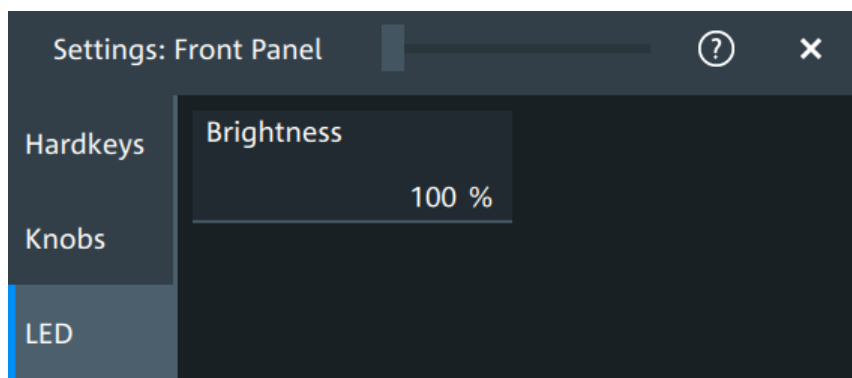 Settings: Front Panel
?
Hardkeys
Brightness
100 %
Knobs
LED